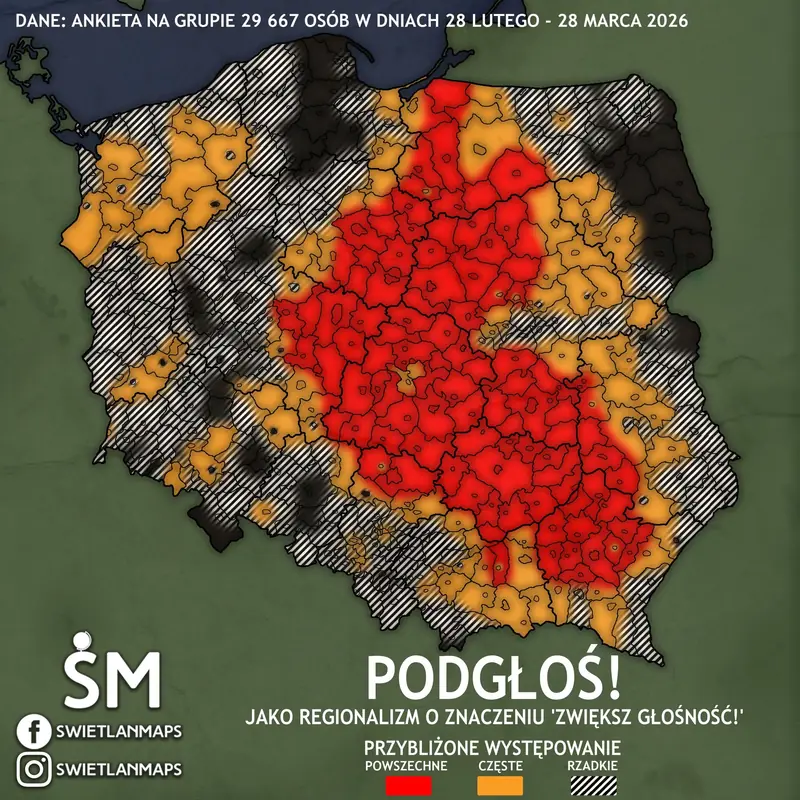 DANE: ANKIETA NA GRUPIE 29 667 OSÓB W DNIACH 28 LUTEGO - 28 MARCA 2026
ŚM
SWIETLANMAPS
SWIETLANMAPS
PODGŁOŚ!
JAKO REGIONALIZM O ZNACZENIU 'ZWIĘKSZ GŁOŚNOŚĆ!'
PRZYBLIŻONE WYSTĘPOWANIE
POWSZECHNE CZĘSTE RZADKIE